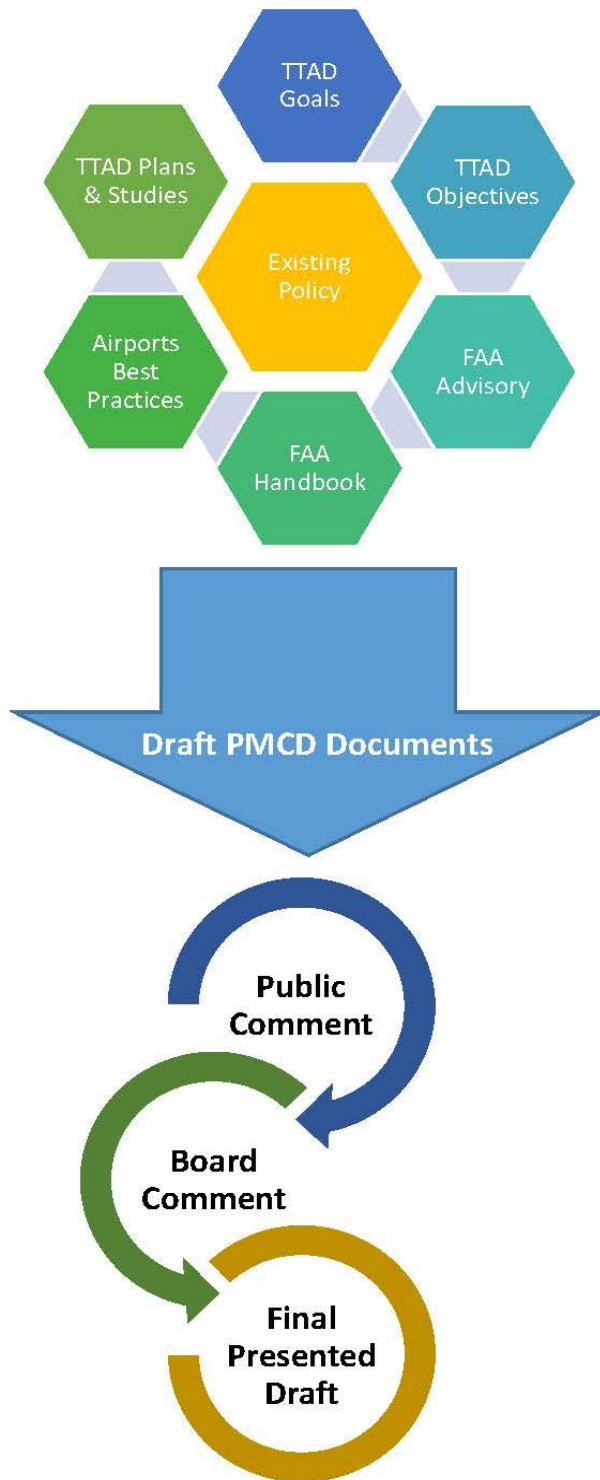 TTAD
Goals
TTAD Plans
& Studies
TTAD
Objectives
Existing
Policy
Airports
Best
Practices
FAA
Advisory
FAA
Handbook
Draft PMCD Documents
Public
Comment
Board
Comment
Final
Presented
Draft